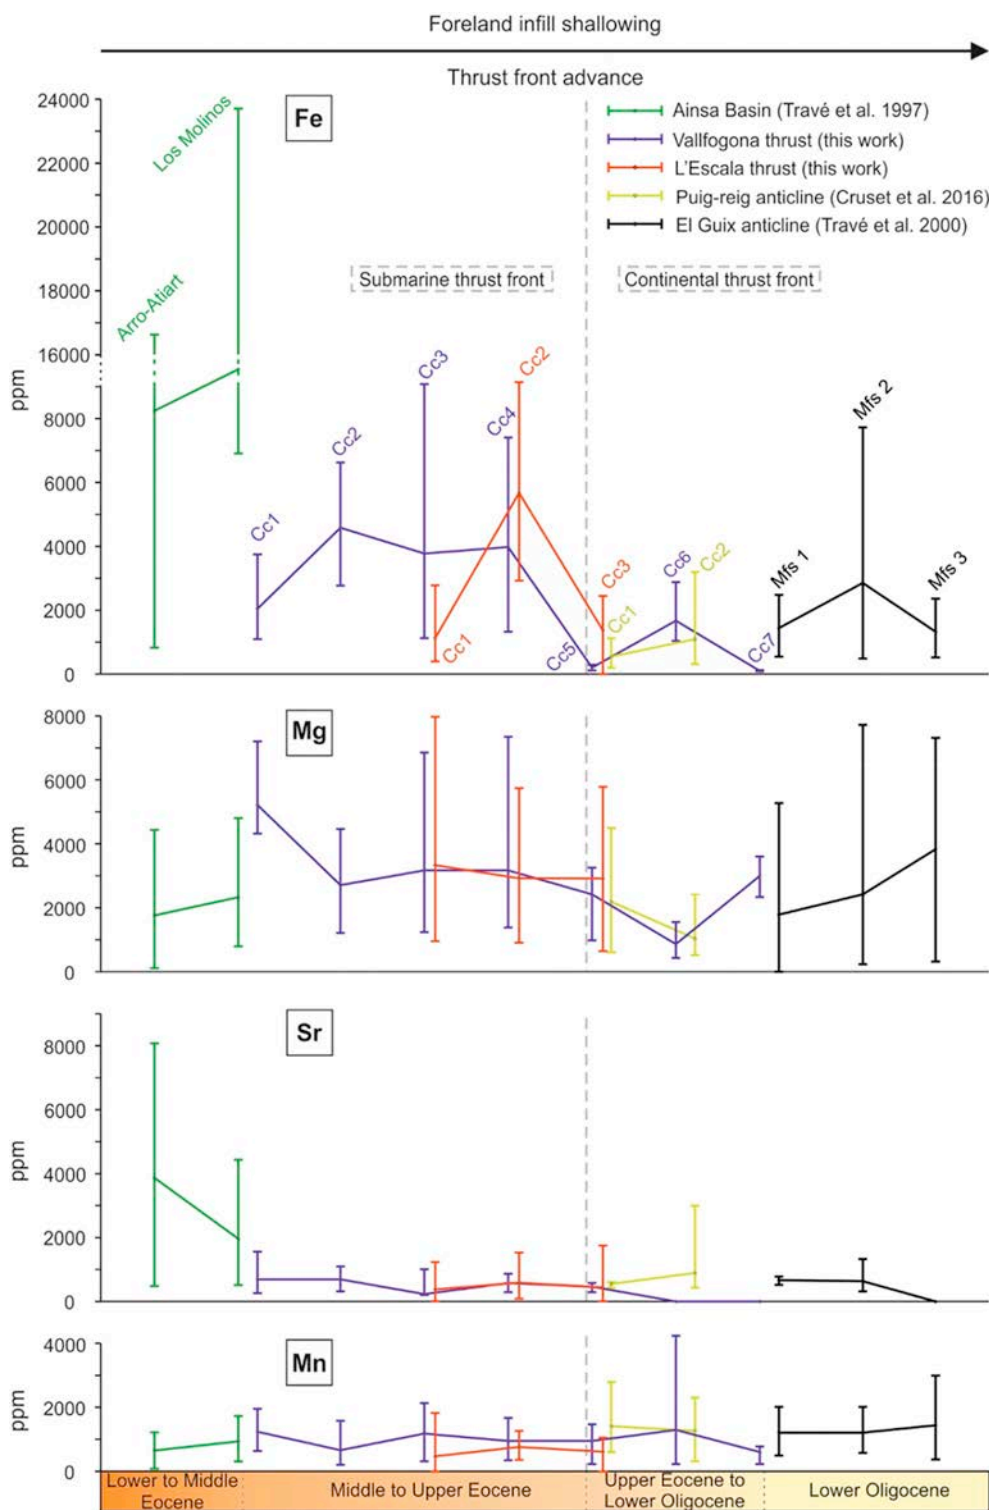 Foreland infill shallowing
Thrust front advance
Fe
24000
22000
20000
18000
16000
8000
6000
4000
2000
0
ppm
Ainsa Basin (Travé et al. 1997)
Vallfogona thrust (this work)
L'Escala thrust (this work)
Puig-reig anticline (Cruset et al. 2016)
El Guix anticline (Travé et al. 2000)
Submarine thrust front
Continental thrust front
Arro-Atiart
Los Molinos
Cc1
Cc2
Cc3
Cc4
Cc5
Cc6
Cc7
Cc1
Cc2
Cc3
Cc1
Cc2
Mfs 1
Mfs 2
Mfs 3
Mg
8000
6000
4000
2000
0
ppm
Sr
8000
6000
4000
2000
0
ppm
Mn
4000
2000
0
ppm
Lower to Middle
Eocene
Middle to Upper Eocene
Upper Eocene to
Lower Oligocene
Lower Oligocene